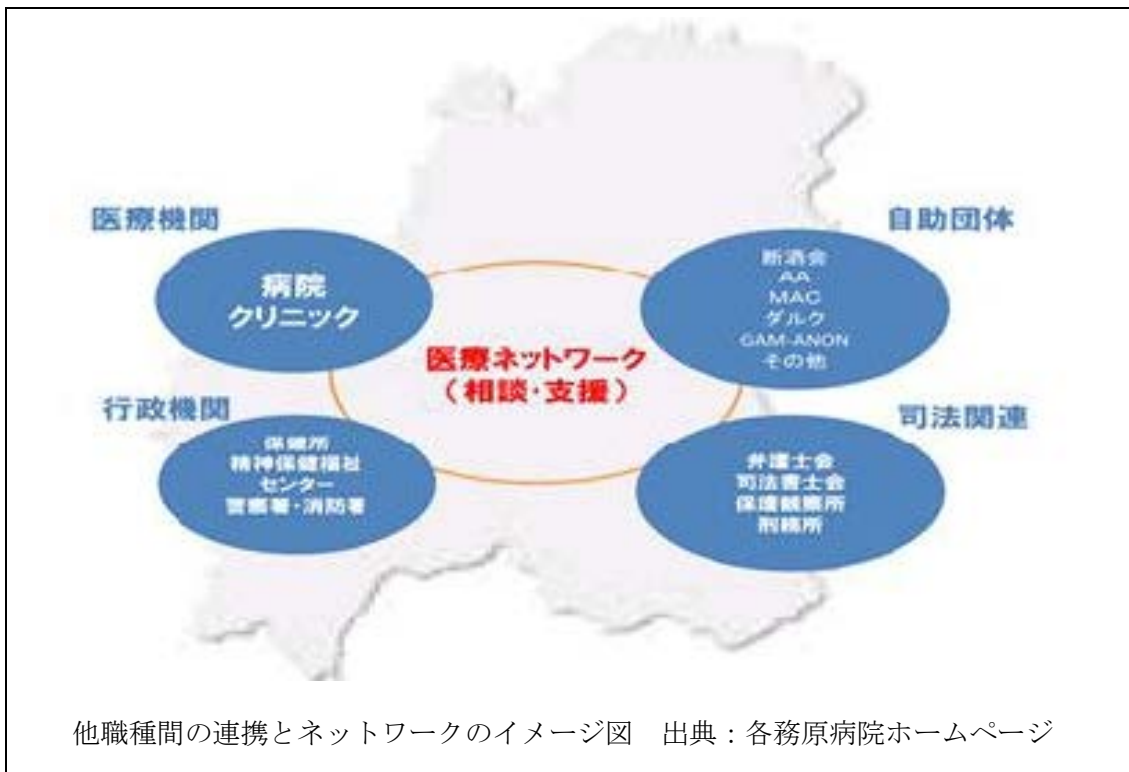 医療機関
病院
クリニック
自助団体
断酒会
AA
MAC
ダルク
GAM-ANON
その他
医療ネットワーク
(相談・支援)
行政機関
保健所
精神保健福祉
センター
警察署・消防署
司法関連
弁護士会
司法書士会
保護観察所
刑務所
他職種間の連携とネットワークのイメージ図 出典：各務原病院ホームページ